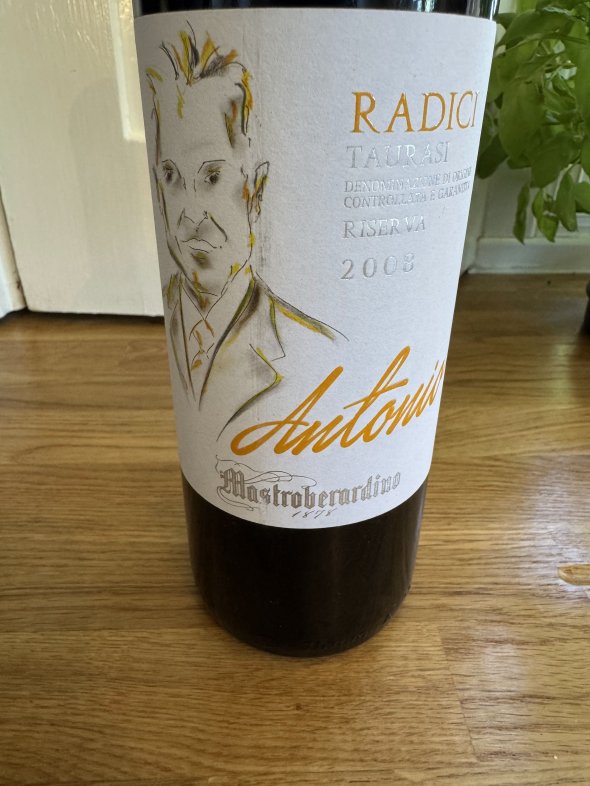 RADICI
TAURASI
DENOMINAZIONE DI ORIGINE
CONTROLLATA E GARANTITA
RISERVA
2008
Antonio
Mastroberardino
1878